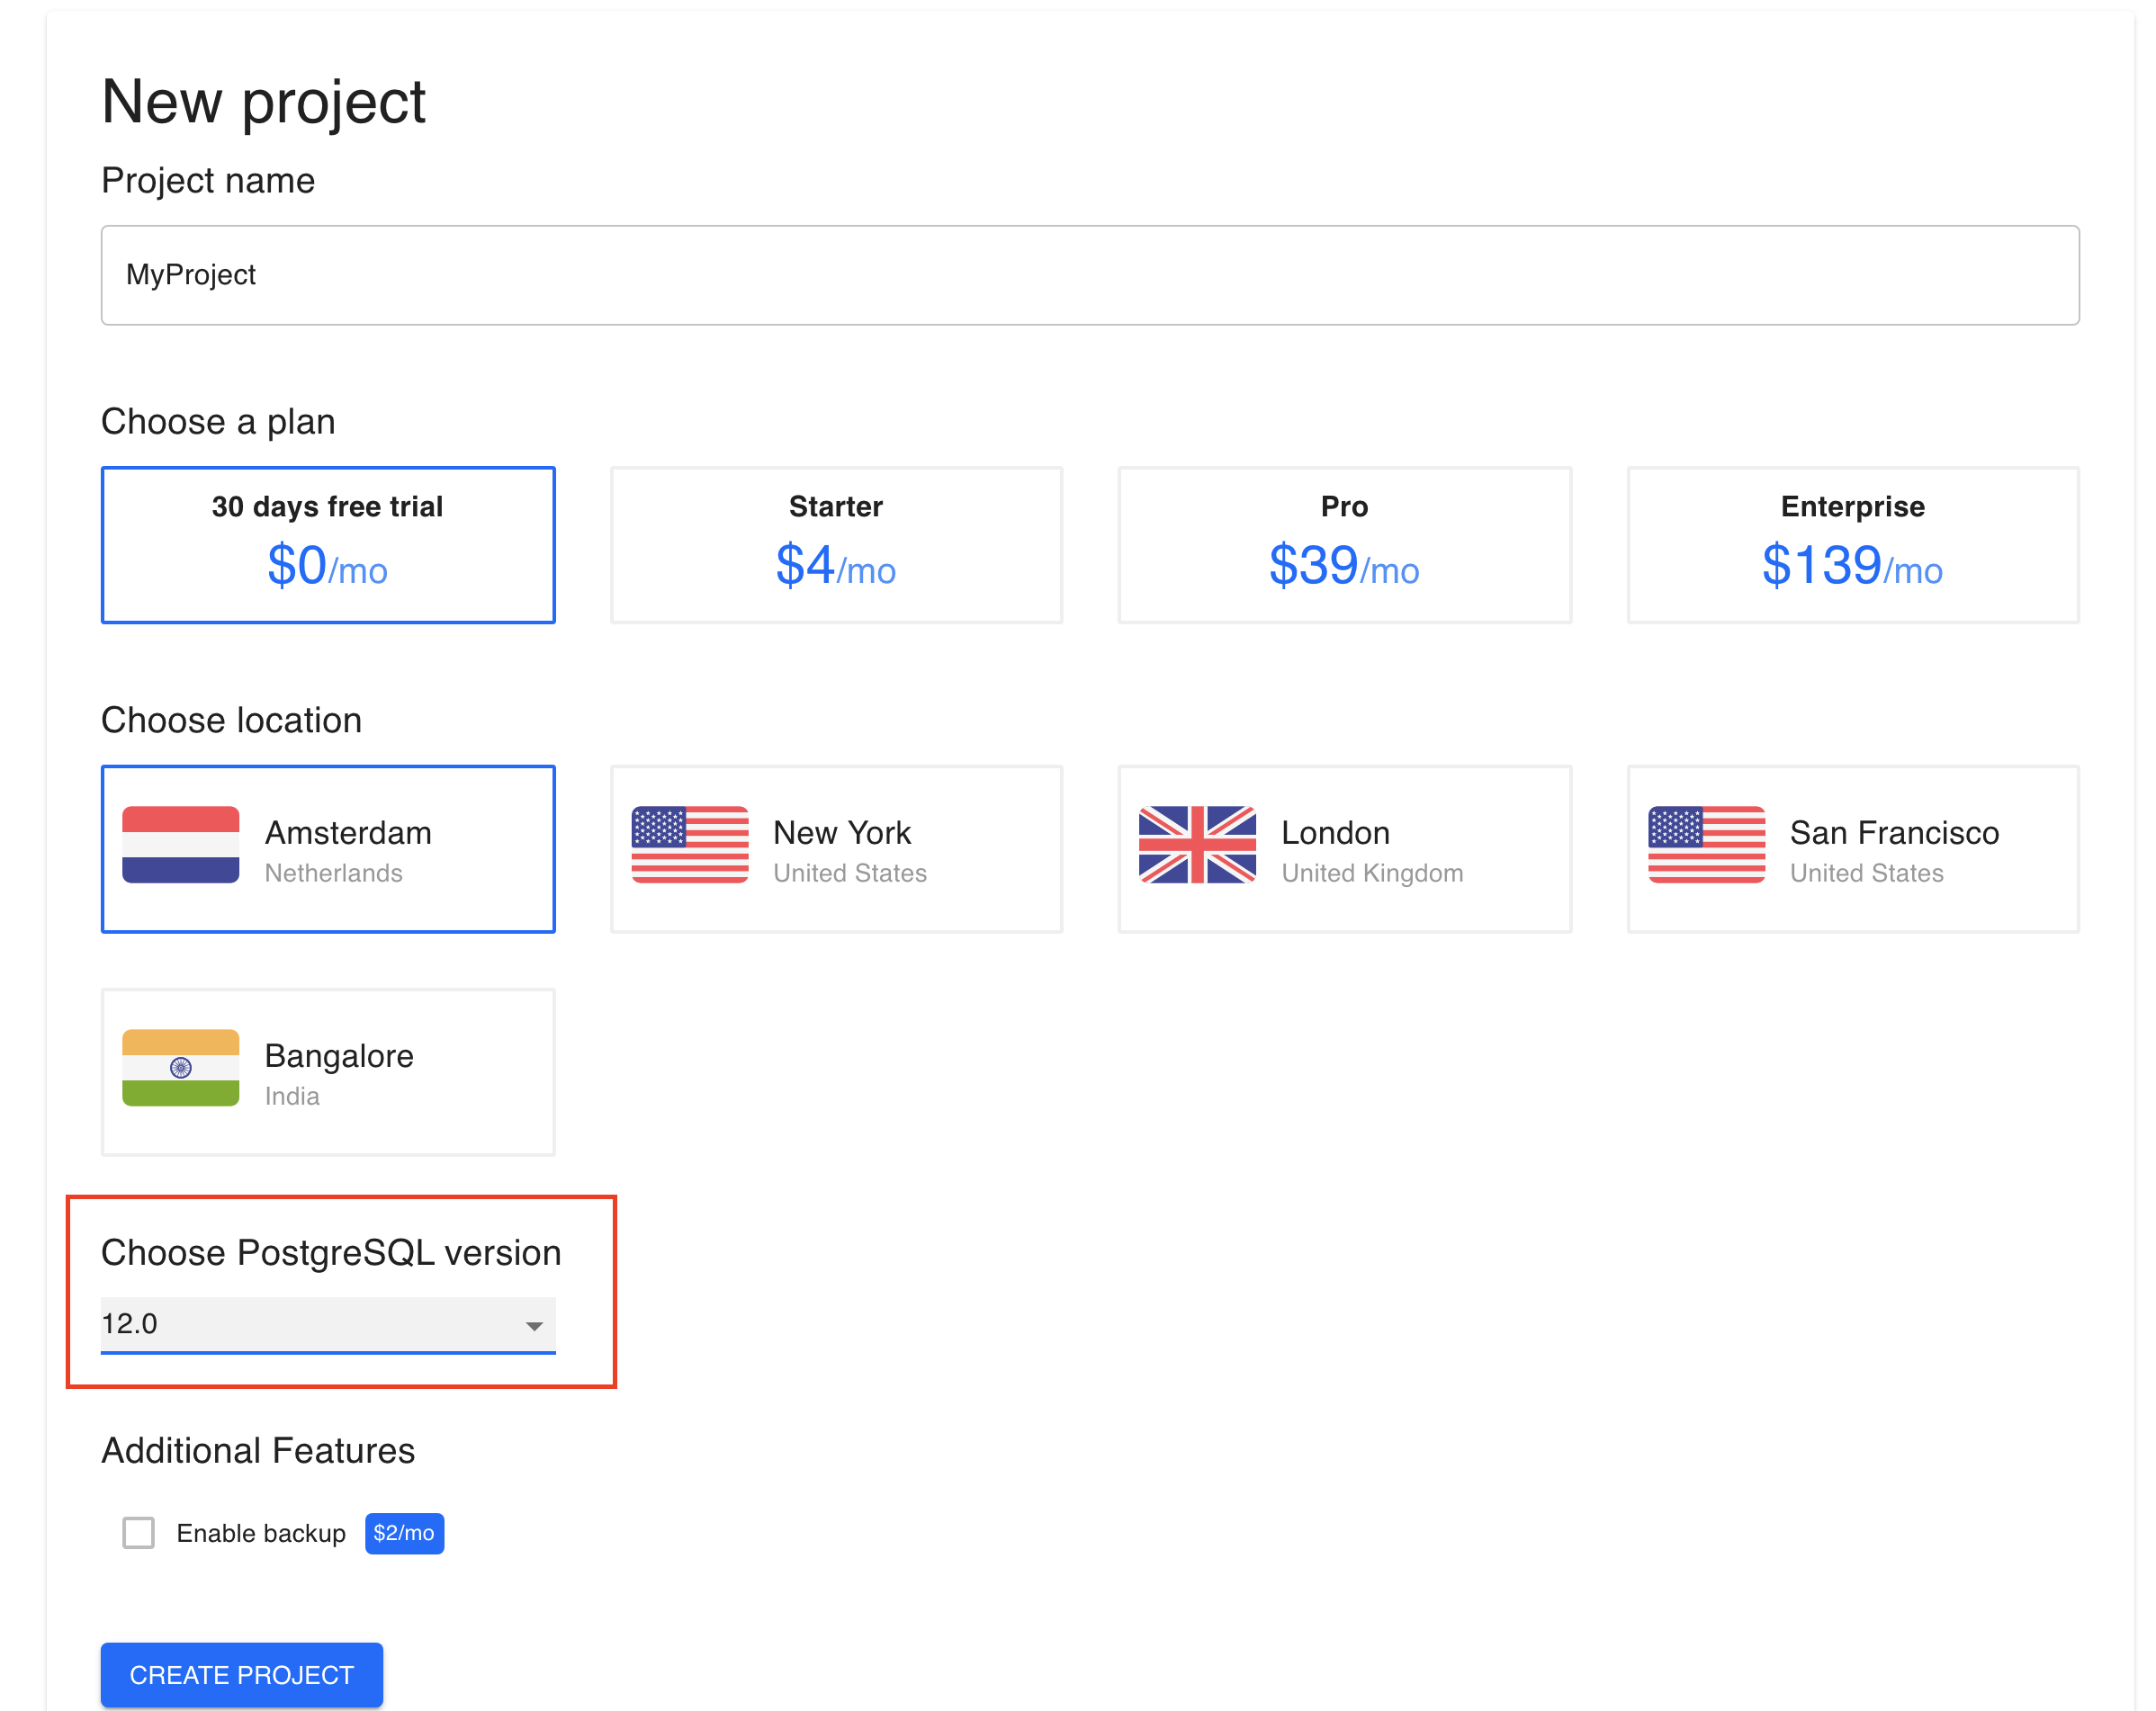 New project
Project name
MyProject
Choose a plan
30 days free trial
$0/mo
Starter
$4/mo
Pro
$39/mo
Enterprise
$139/mo
Choose location
Amsterdam
Netherlands
New York
United States
London
United Kingdom
San Francisco
United States
Bangalore
India
Choose PostgreSQL version
12.0
Additional Features
Enable backup $2/mo
CREATE PROJECT